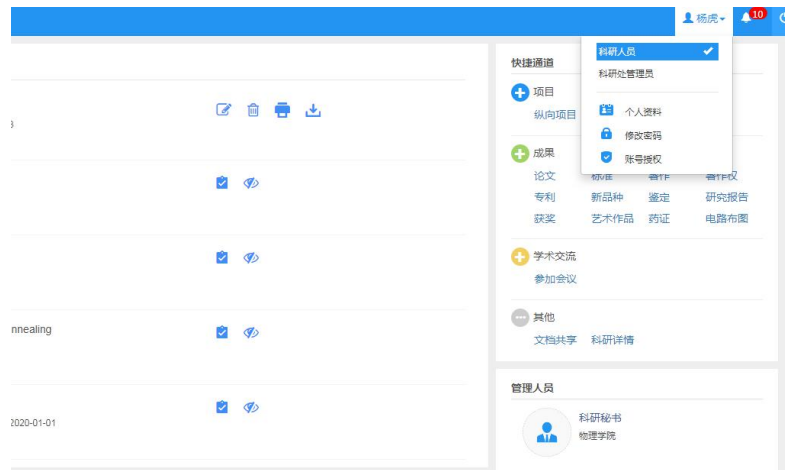 杨虎
10
科研人员
科研处管理员
个人资料
修改密码
账号授权
快捷通道
项目
纵向项目
成果
论文 标准 著作 著作权
专利 新品种 鉴定 研究报告
获奖 艺术作品 药证 电路布图
学术交流
参加会议
其他
文档共享 科研详情
管理人员
科研秘书
物理学院
3
nnealing
2020-01-01